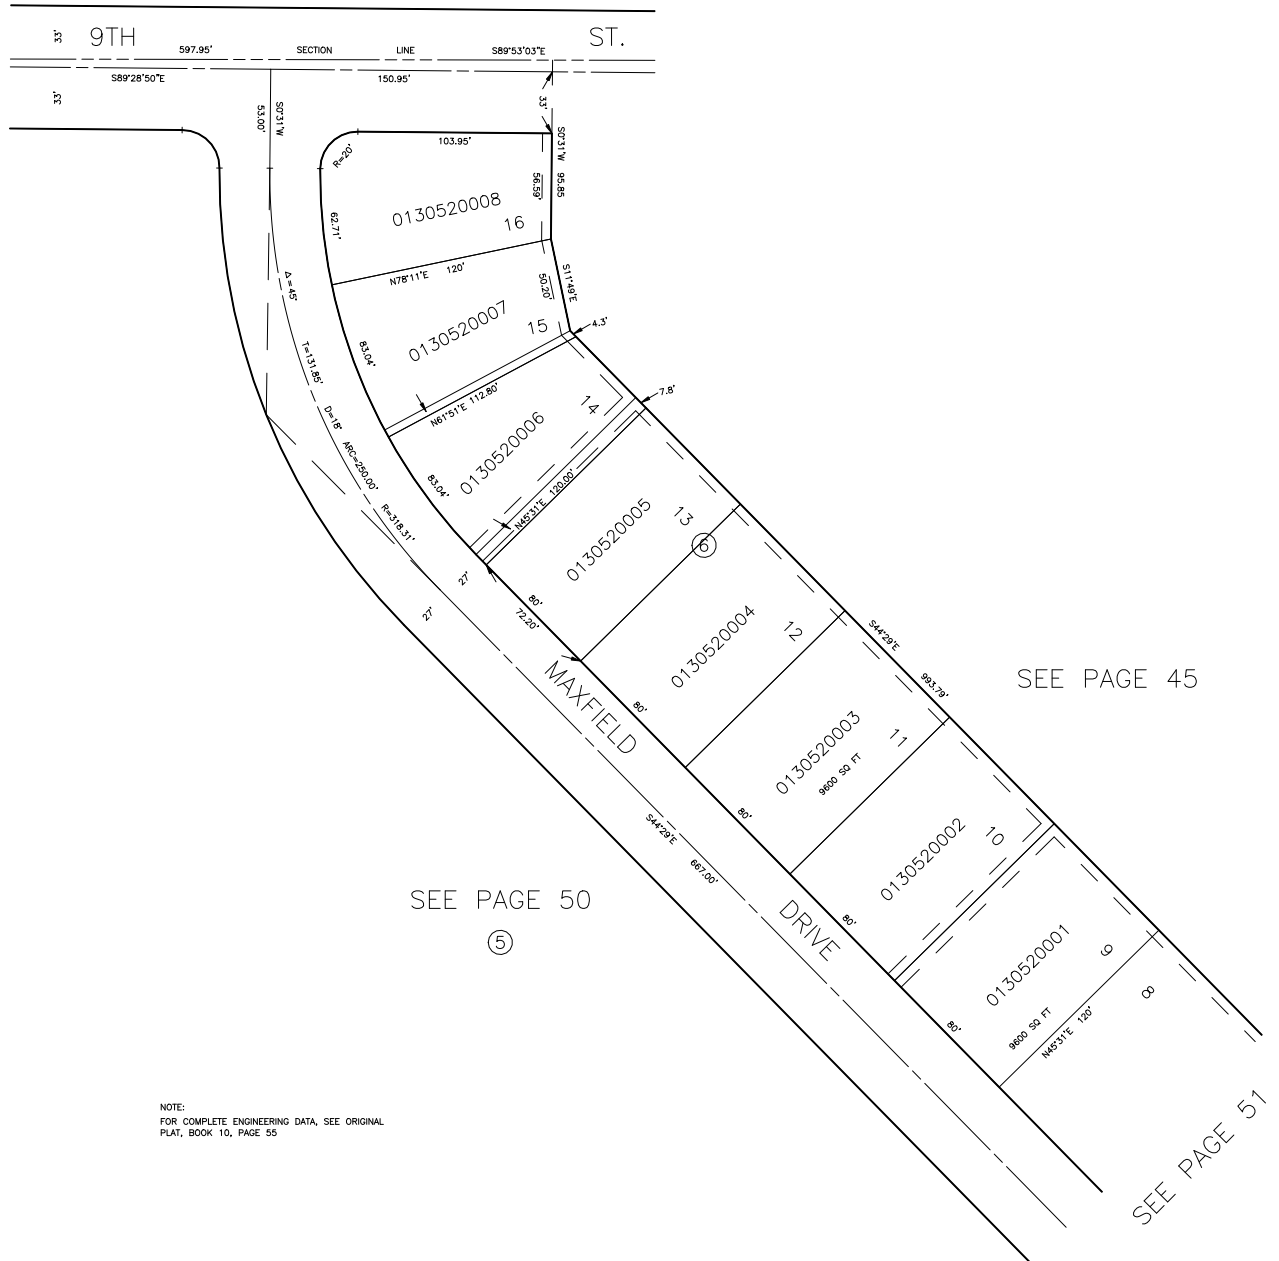 33'
9TH
597.95'
SECTION
LINE
S89°53'03"E
ST.
S89°28'50"E
150.95'
33'
33'
53.00'
S0°31'W
R=20'
103.95'
S0°31'W 95.85
56.59'
62.71'
0130520008
16
N78°11'E 120'
50.20'
S11°49'E
Δ=45°
0130520007
15
4.3'
83.04'
T=131.85'
N61°51'E 112.80'
7.8'
14
D=18°
0130520006
ARC=250.00'
83.04'
R=318.31'
N45°31'E 120.00'
0130520005
13
6
27'
27'
80'
72.20'
0130520004
12
S44°29'E
993.79'
SEE PAGE 45
MAXFIELD
80'
0130520003
11
9600 SQ FT
80'
S44°29'E
667.00'
0130520002
10
SEE PAGE 50
5
80'
DRIVE
0130520001
9
8
9600 SQ FT
N45°31'E 120'
80'
SEE PAGE 51
NOTE:
FOR COMPLETE ENGINEERING DATA, SEE ORIGINAL
PLAT, BOOK 10, PAGE 55